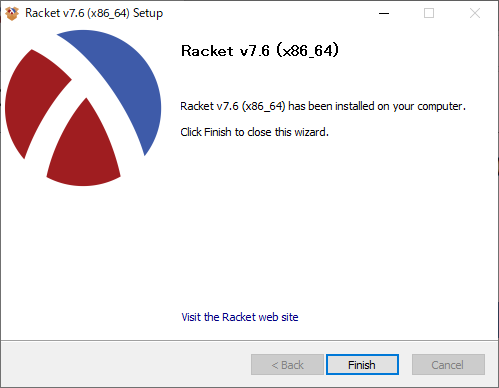 Racket v7.6 (x86_64) Setup
Racket v7.6 (x86_64)
Racket v7.6 (x86_64) has been installed on your computer.
Click Finish to close this wizard.
Visit the Racket web site
< Back
Finish
Cancel